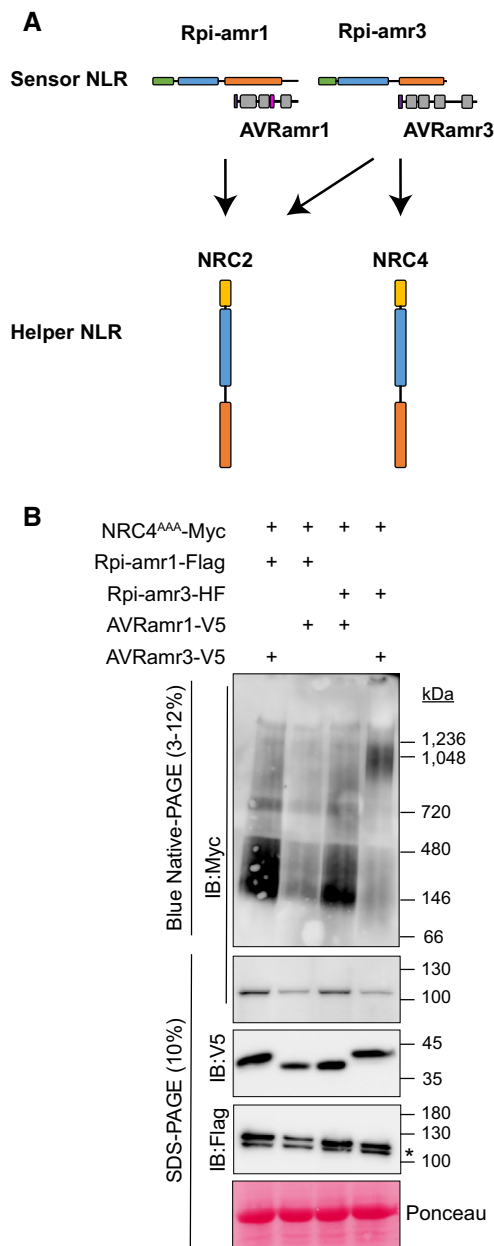 A
Rpi-amr1 Rpi-amr3
Sensor NLR
AVRamr1 AVRamr3
NRC2 NRC4
Helper NLR
B
NRC4AAA-Myc + + + +
Rpi-amr1-Flag + +
Rpi-amr3-HF + +
AVRamr1-V5 + +
AVRamr3-V5 + +
Blue Native-PAGE (3-12%)
IB:Myc
kDa
1,236
1,048
720
480
146
66
SDS-PAGE (10%)
130
100
IB:V5
45
35
IB:Flag
180
130
*
100
Ponceau